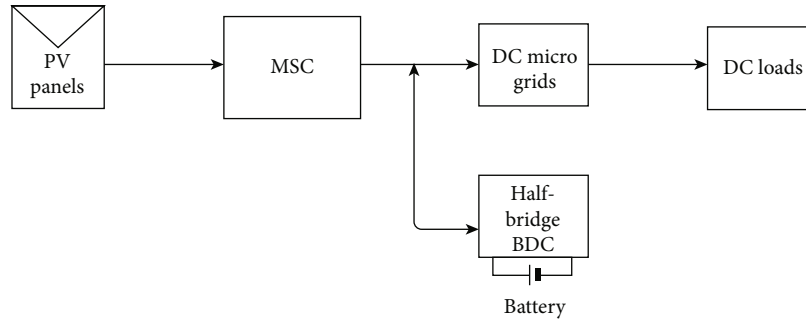 PV
panels
MSC
DC micro
grids
DC loads
Half-
bridge
BDC
Battery